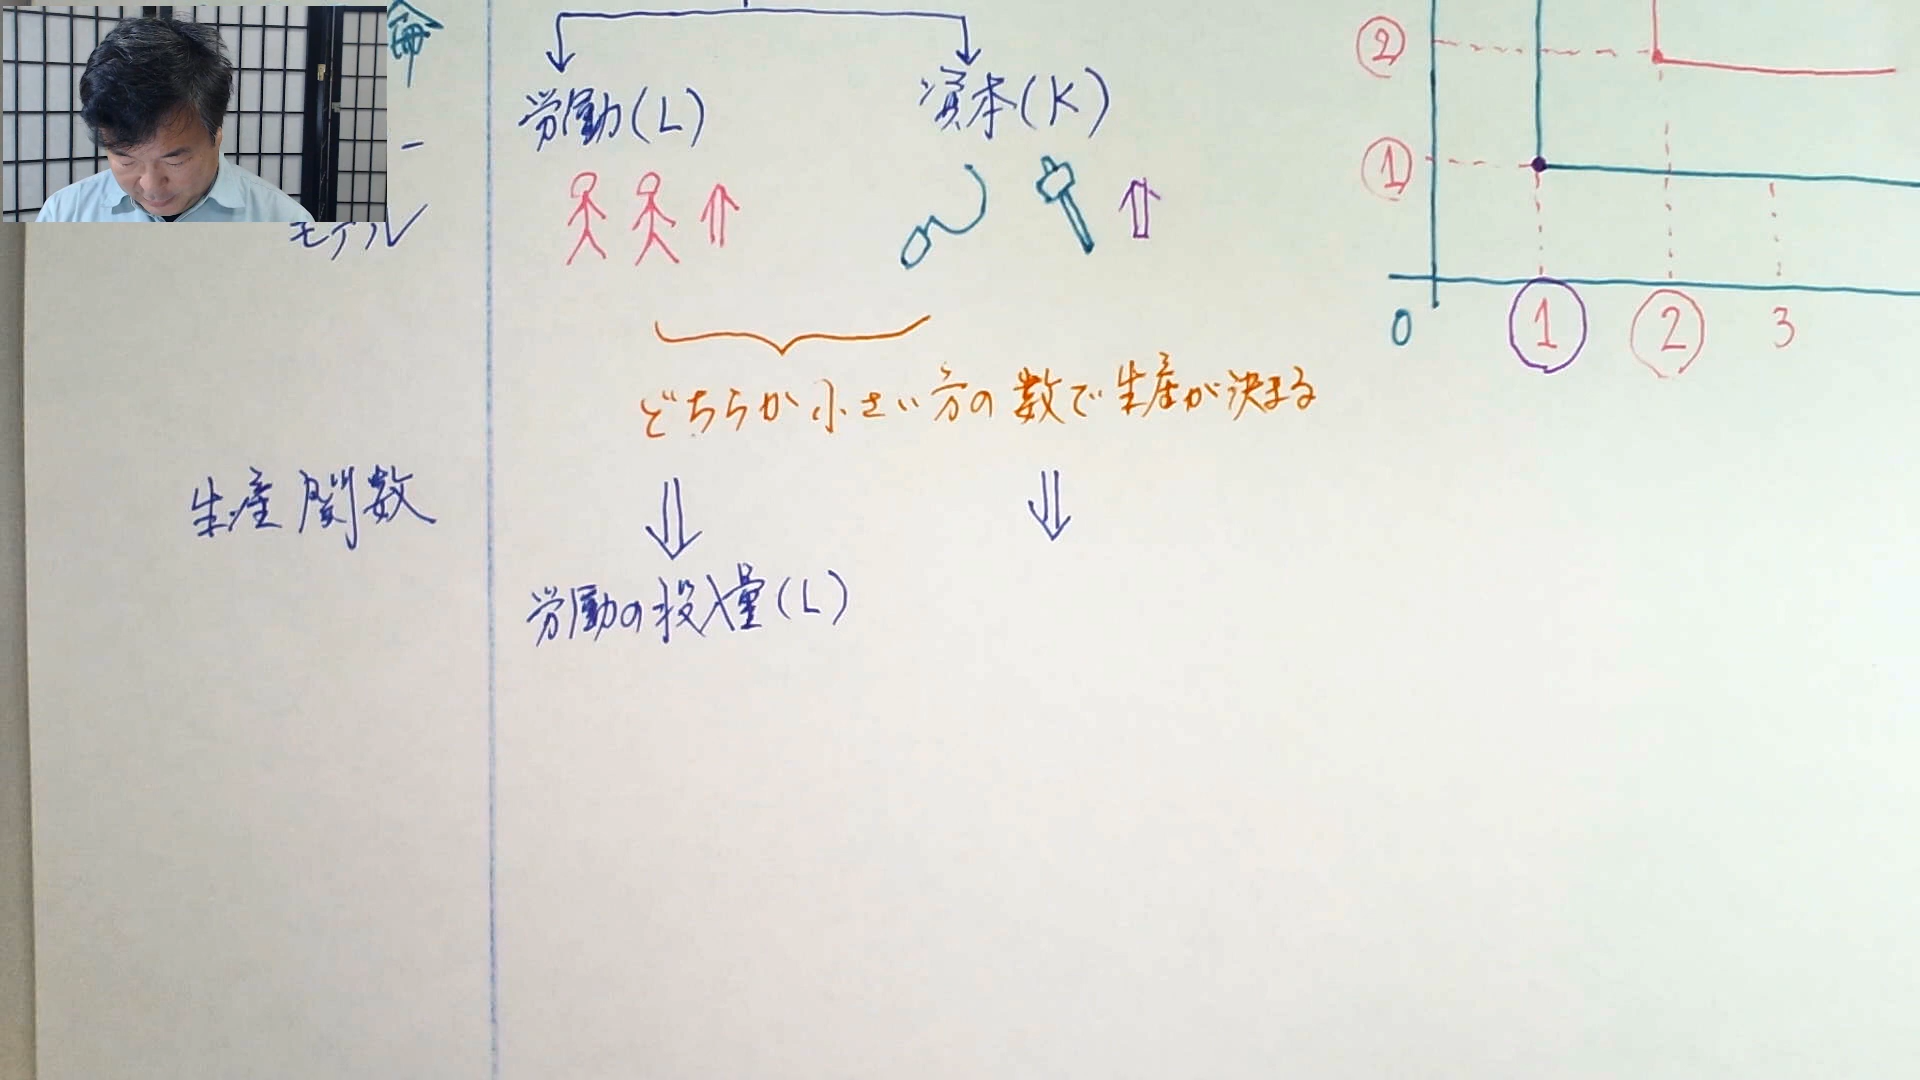 論
ー
モデル
労働(L)
資本(K)
どちらか小さい方の数で生産が決まる
生産関数
労働の投入量(L)
②
①
0
①
②
3